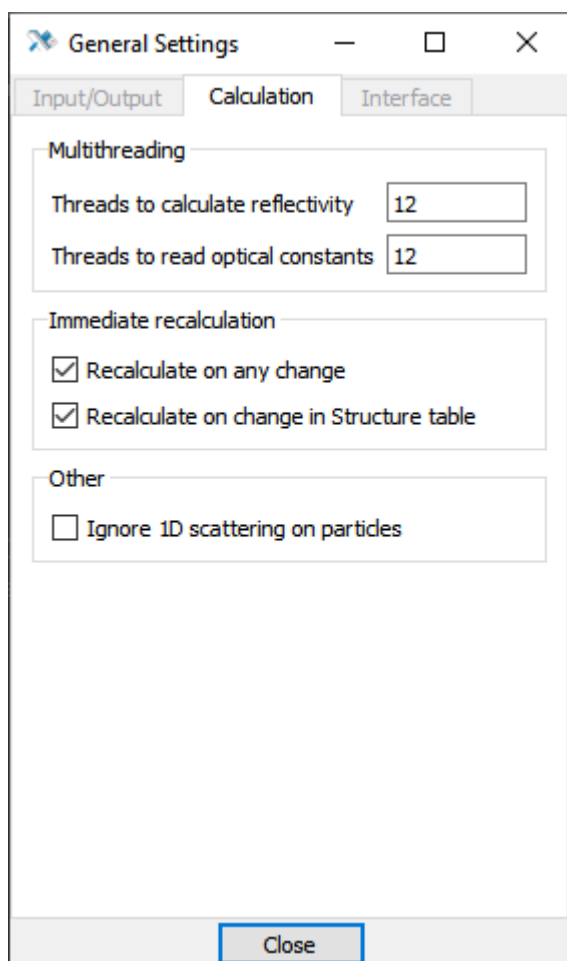 General Settings
Input/Output Calculation Interface
Multithreading
Threads to calculate reflectivity 12
Threads to read optical constants 12
Immediate recalculation
Recalculate on any change
Recalculate on change in Structure table
Other
Ignore 1D scattering on particles
Close